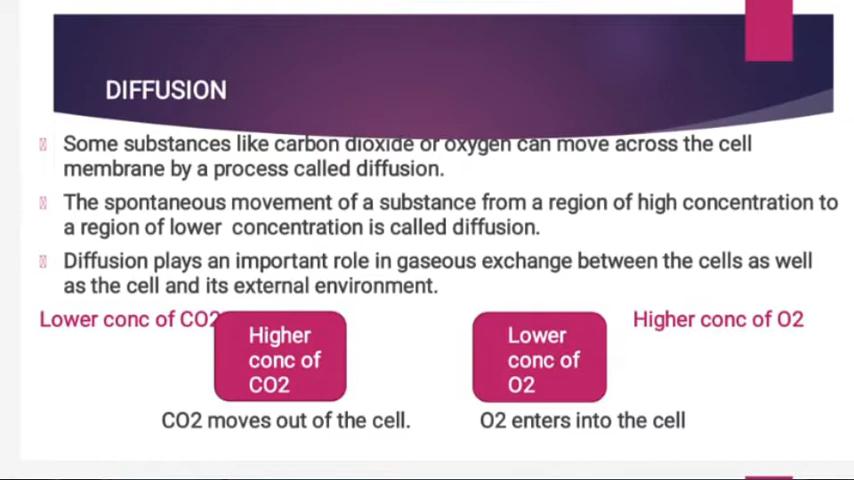 DIFFUSION
Some substances like carbon dioxide or oxygen can move across the cell
membrane by a process called diffusion.
The spontaneous movement of a substance from a region of high concentration to
a region of lower concentration is called diffusion.
Diffusion plays an important role in gaseous exchange between the cells as well
as the cell and its external environment.
Lower conc of CO2
Higher
conc of
CO2
Lower
conc of
O2
Higher conc of O2
CO2 moves out of the cell.
O2 enters into the cell